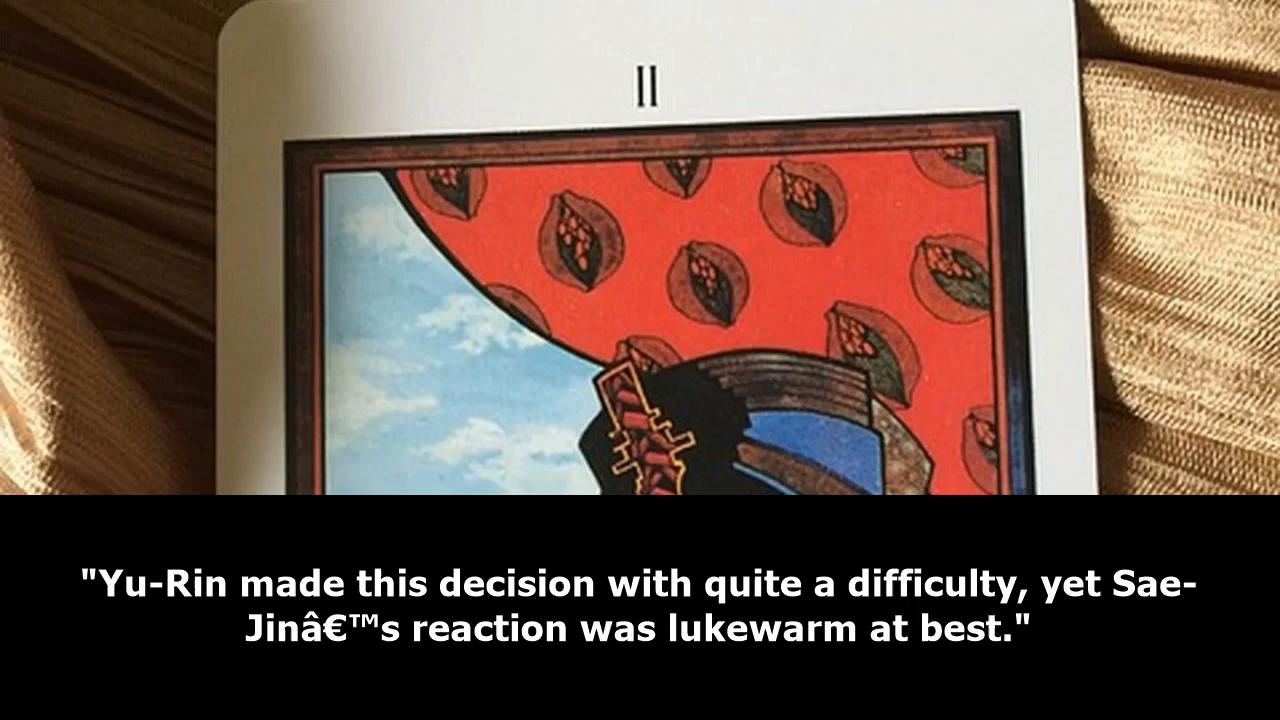 II
"Yu-Rin made this decision with quite a difficulty, yet Sae-
Jinâ€™s reaction was lukewarm at best."